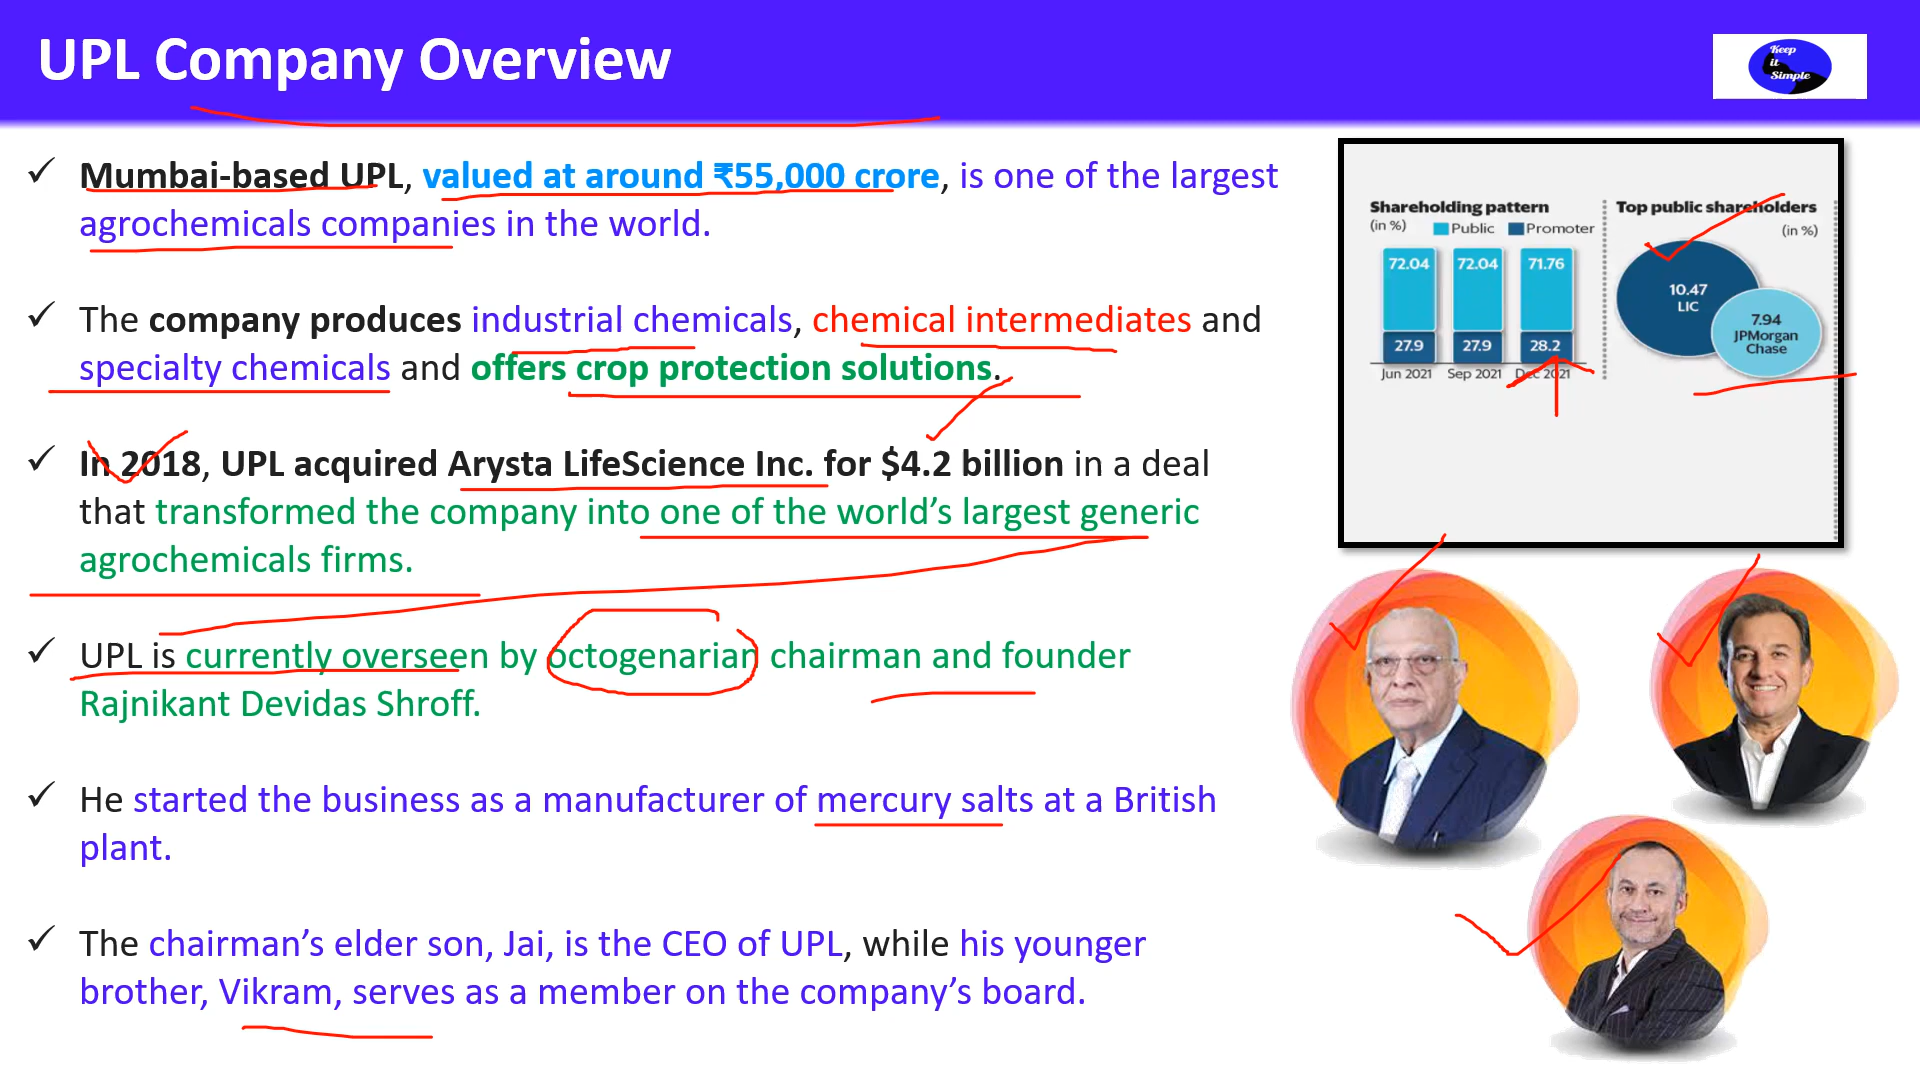 UPL Company Overview
Keep
it
Simple
✓ Mumbai-based UPL, valued at around ₹55,000 crore, is one of the largest
agrochemicals companies in the world.
✓ The company produces industrial chemicals, chemical intermediates and
specialty chemicals and offers crop protection solutions.
✓ In 2018, UPL acquired Arysta LifeScience Inc. for $4.2 billion in a deal
that transformed the company into one of the world’s largest generic
agrochemicals firms.
✓ UPL is currently overseen by octogenarian chairman and founder
Rajnikant Devidas Shroff.
✓ He started the business as a manufacturer of mercury salts at a British
plant.
✓ The chairman’s elder son, Jai, is the CEO of UPL, while his younger
brother, Vikram, serves as a member on the company’s board.
Shareholding pattern
(in %) Public Promoter
72.04 72.04 71.76
27.9 27.9 28.2
Jun 2021 Sep 2021 Dec 2021
Top public shareholders
(in %)
10.47
LIC
7.94
JPMorgan
Chase